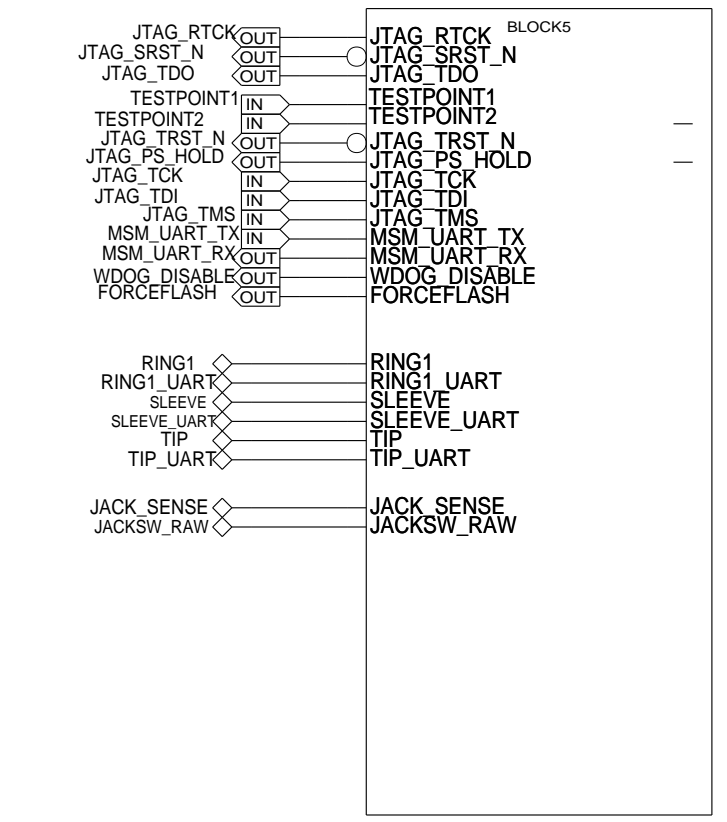 BLOCK5
JTAG_RTCK OUT JTAG_RTCK
JTAG_SRST_N OUT JTAG_SRST_N
JTAG_TDO OUT JTAG_TDO
TESTPOINT1 IN TESTPOINT1
TESTPOINT2 IN TESTPOINT2
JTAG_TRST_N OUT JTAG_TRST_N
JTAG_PS_HOLD OUT JTAG_PS_HOLD
JTAG_TCK IN JTAG_TCK
JTAG_TDI IN JTAG_TDI
JTAG_TMS IN JTAG_TMS
MSM_UART_TX IN MSM_UART_TX
MSM_UART_RX OUT MSM_UART_RX
WDOG_DISABLE OUT WDOG_DISABLE
FORCEFLASH OUT FORCEFLASH
RING1 RING1
RING1_UART RING1_UART
SLEEVE SLEEVE
SLEEVE_UART SLEEVE_UART
TIP TIP
TIP_UART TIP_UART
JACK_SENSE JACK_SENSE
JACKSW_RAW JACKSW_RAW